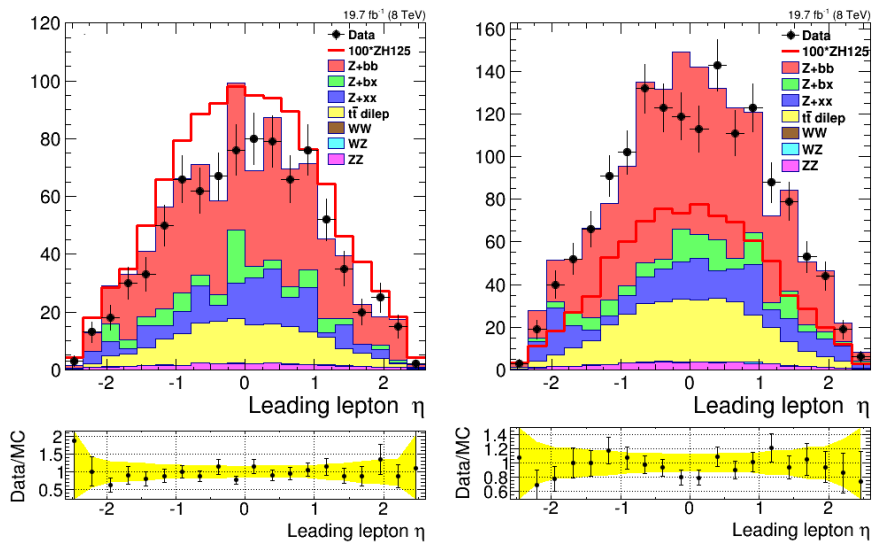 19.7 fb⁻¹ (8 TeV)
120
100
80
60
40
20
0
Data
100*ZH125
Z+bb
Z+bx
Z+xx
tt̄ dilep
WW
WZ
ZZ
-2 -1 0 1 2
Leading lepton η
Data/MC
2
1.5
1
0.5
-2 -1 0 1 2
Leading lepton η
19.7 fb⁻¹ (8 TeV)
160
140
120
100
80
60
40
20
0
Data
100*ZH125
Z+bb
Z+bx
Z+xx
tt̄ dilep
WW
WZ
ZZ
-2 -1 0 1 2
Leading lepton η
Data/MC
1.4
1.2
1
0.8
0.6
-2 -1 0 1 2
Leading lepton η